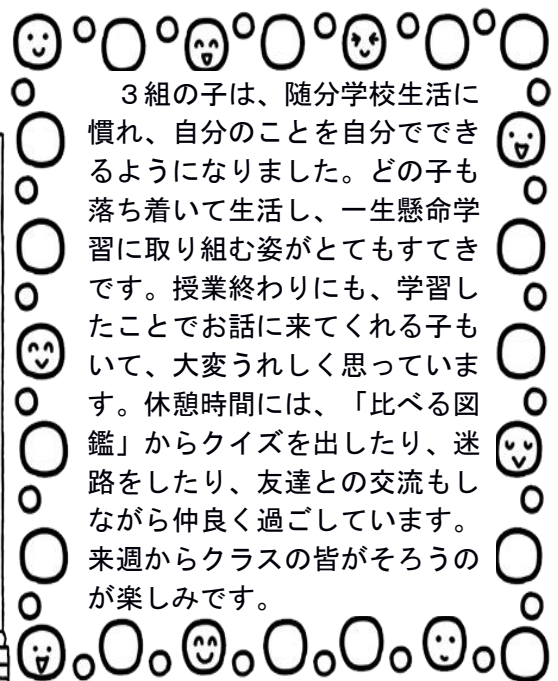 ３組の子は、随分学校生活に
慣れ、自分のことを自分ででき
るようになりました。どの子も
落ち着いて生活し、一生懸命学
習に取り組む姿がとてもすてき
です。授業終わりにも、学習し
たことでお話に来てくれる子も
いて、大変うれしく思っていま
す。休憩時間には、「比べる図
鑑」からクイズを出したり、迷
路をしたり、友達との交流もし
ながら仲良く過ごしています。
来週からクラスの皆がそろうの
が楽しみです。